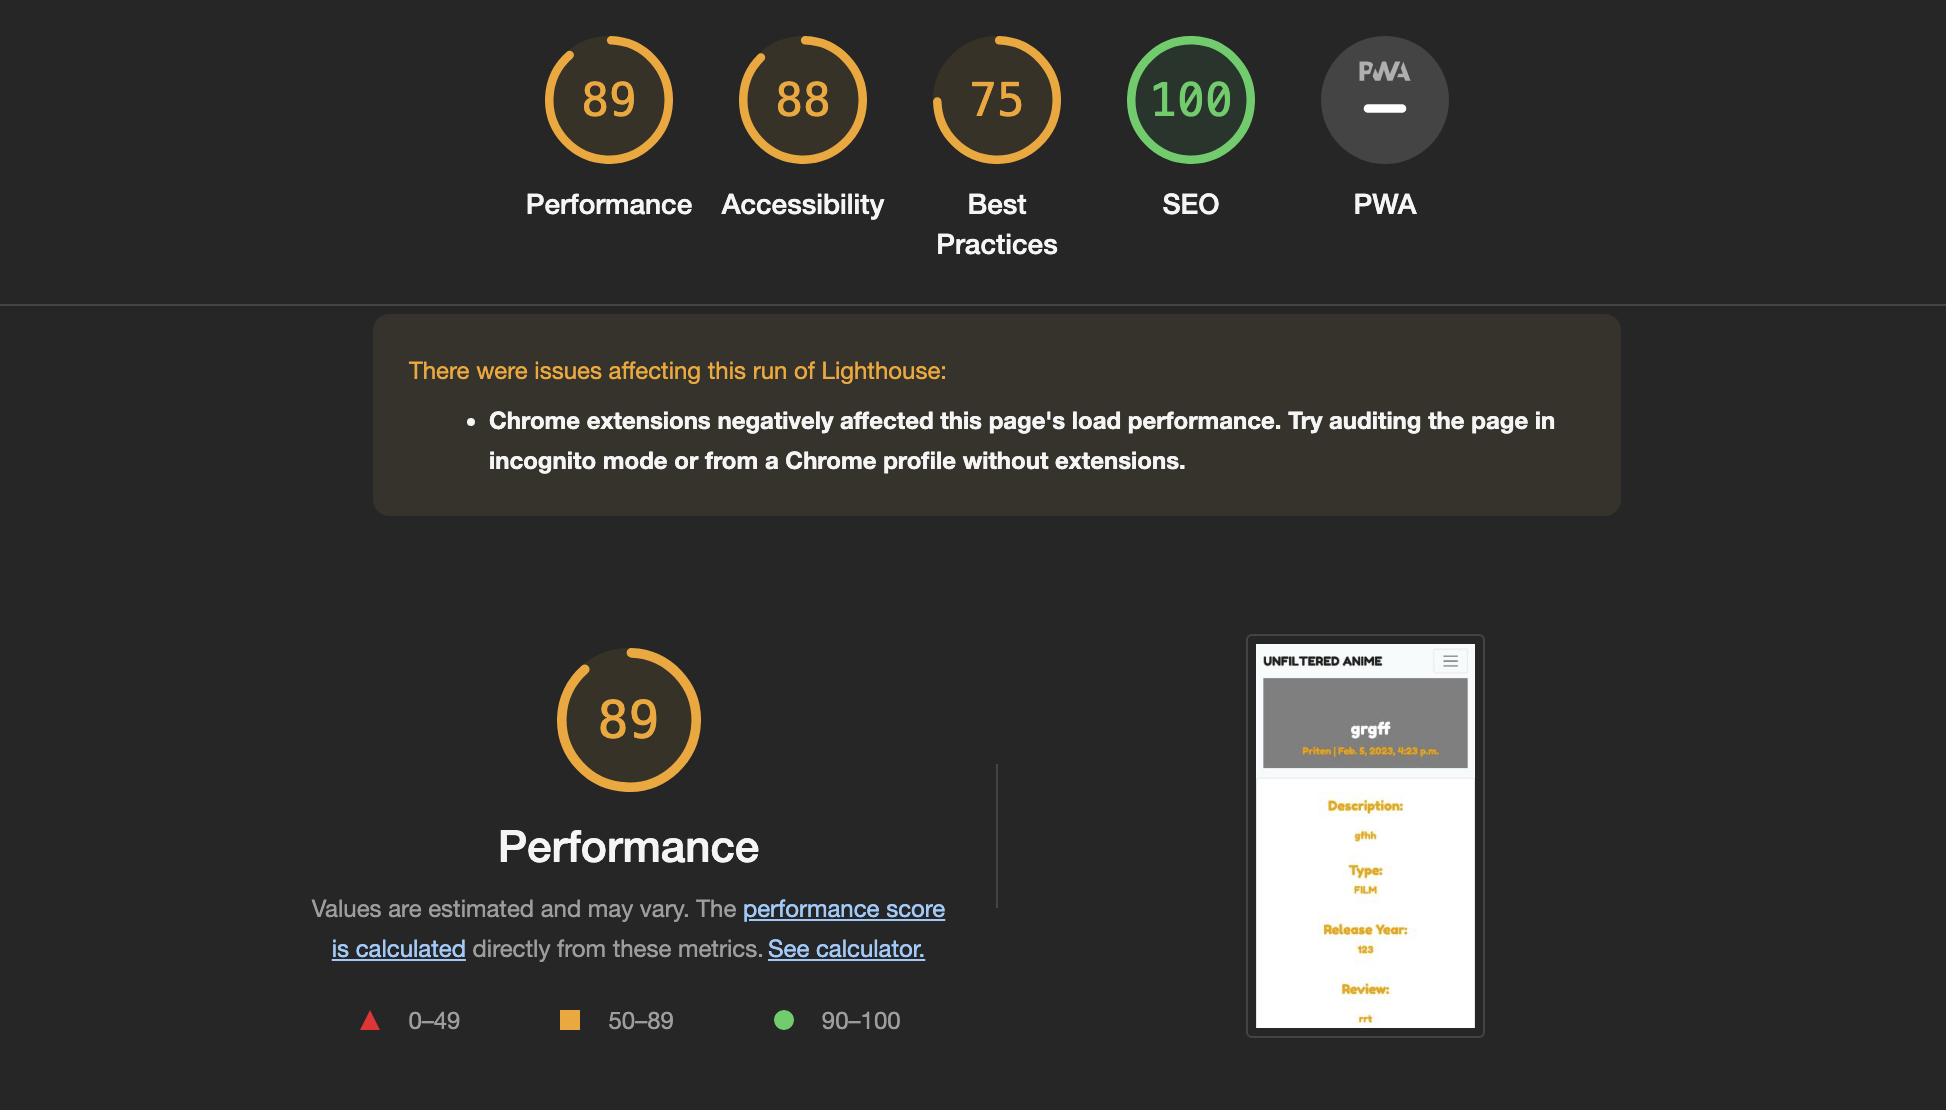 89
88
75
100
PWA
Performance
Accessibility
Best
Practices
SEO
PWA
There were issues affecting this run of Lighthouse:
• Chrome extensions negatively affected this page's load performance. Try auditing the page in
incognito mode or from a Chrome profile without extensions.
89
Performance
Values are estimated and may vary. The performance score
is calculated directly from these metrics. See calculator.
0–49
50–89
90–100
UNFILTERED ANIME
grgff
Priten | Feb. 5, 2023, 4:23 p.m.
Description:
gfhh
Type:
FILM
Release Year:
123
Review:
rrt